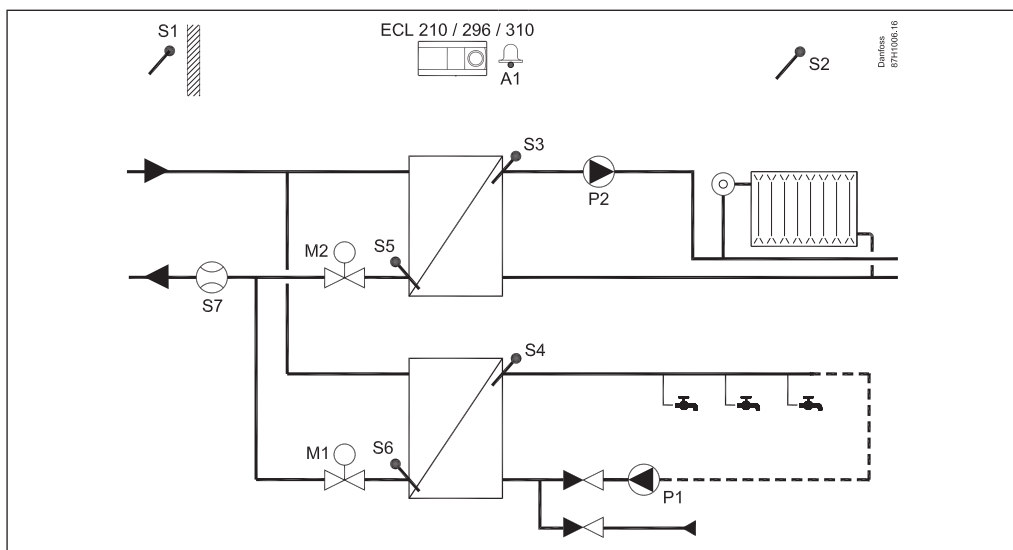 S1
ECL 210 / 296 / 310
A1
S2
Danfoss
87H1006.16
S3
P2
M2
S5
S7
S4
M1
S6
P1